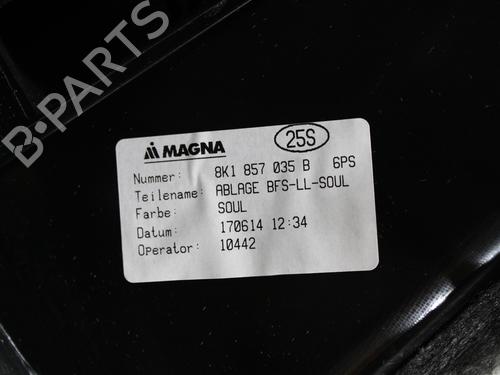 B-PARTS
MAGNA
25S
Nummer: 8K1 857 035 B 6PS
Teilename: ABLAGE BFS-LL-SOUL
Farbe: SOUL
Datum: 170614 12:34
Operator: 10442